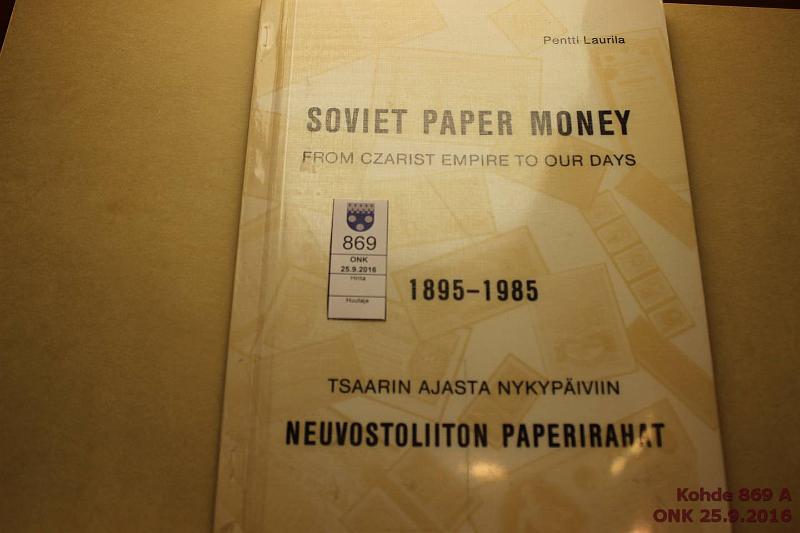 Pentti Laurila
SOVIET PAPER MONEY
FROM CZARIST EMPIRE TO OUR DAYS
869
ONK
25.9.2016
Hinta
Huutaja
1895–1985
TSAARIN AJASTA NYKYPÄIVIIN
NEUVOSTOLIITON PAPERIRAHAT
Kohde 869 A
ONK 25.9.2016